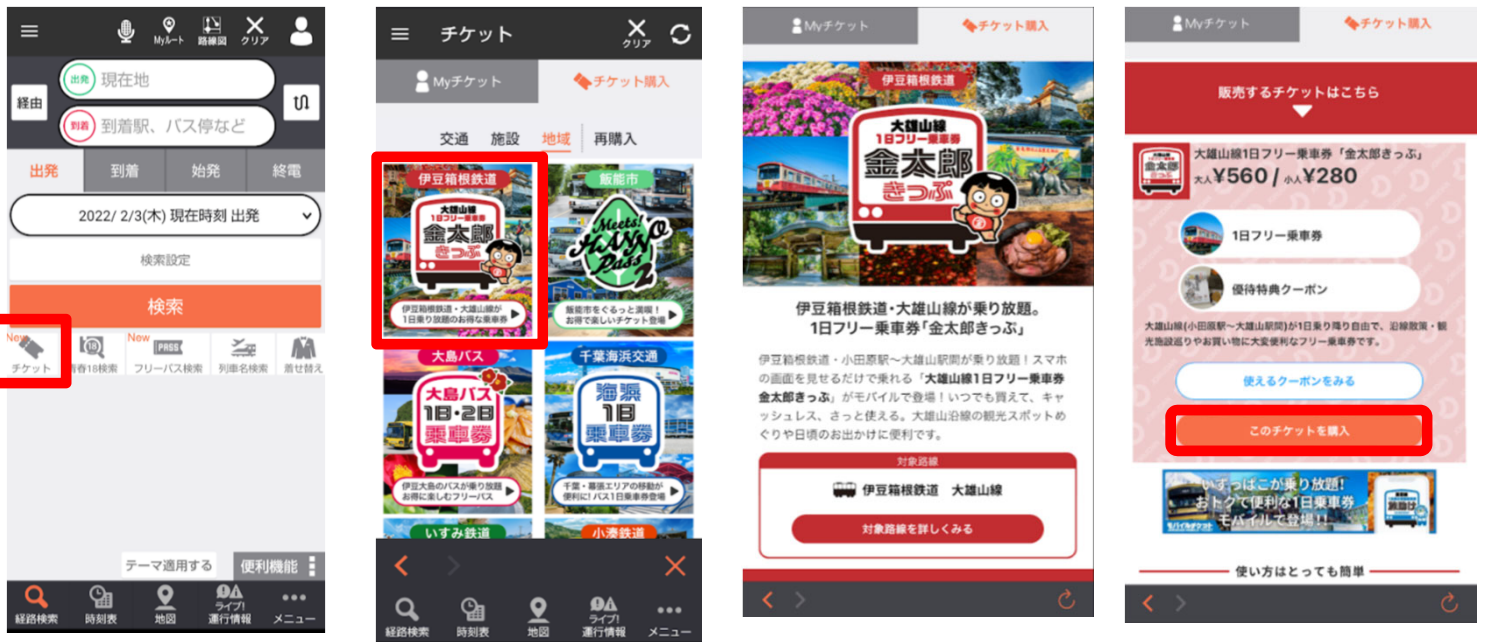 Myルート
路線図
クリア
出発
現在地
経由
到着
到着駅、バス停など
出発
到着
始発
終電
2022/ 2/3(木) 現在時刻 出発
検索設定
検索
New
チケット
青春18検索
New
PASS
フリーパス検索
列車名検索
着せ替え
テーマ適用する
便利機能
経路検索
時刻表
地図
ライブ!
運行情報
メニュー
チケット
クリア
Myチケット
チケット購入
交通
施設
地域
再購入
伊豆箱根鉄道
大雄山線
1日フリー乗車券
金太郎
きっぷ
伊豆箱根鉄道・大雄山線が
1日乗り放題のお得な乗車券
飯能市
Meets!
HANNO
Pass
2
飯能市をぐるっと満喫!
お得で楽しいチケット登場
大島バス
大島バス
1日・2日
乗車券
伊豆大島のバスが乗り放題
お得に楽しむフリーパス
千葉海浜交通
海浜
1日
乗車券
千葉・幕張エリアの移動が
便利に!バス1日乗車券登場
いすみ鉄道
小湊鉄道
経路検索
時刻表
地図
ライブ!
運行情報
メニュー
Myチケット
チケット購入
伊豆箱根鉄道
大雄山線
1日フリー乗車券
金太郎
きっぷ
伊豆箱根鉄道・大雄山線が乗り放題。
1日フリー乗車券「金太郎きっぷ」
伊豆箱根鉄道・小田原駅〜大雄山駅間が乗り放題!スマホ
の画面を見せるだけで乗れる「大雄山線1日フリー乗車券
金太郎きっぷ」がモバイルで登場!いつでも買えて、キャ
ッシュレス、さっと使える。大雄山沿線の観光スポットめ
ぐりや日頃のお出かけに便利です。
対象路線
伊豆箱根鉄道 大雄山線
対象路線を詳しくみる
Myチケット
チケット購入
販売するチケットはこちら
大雄山線1日フリー乗車券「金太郎きっぷ」
大人¥560 / 小人¥280
1日フリー乗車券
優待特典クーポン
大雄山線(小田原駅〜大雄山駅間)が1日乗り降り自由で、沿線散策・観
光施設巡りやお買い物に大変便利なフリー乗車券です。
使えるクーポンをみる
このチケットを購入
いずっぱこが乗り放題!
おトクで便利な1日乗車券
モバイルで登場!!
使い方はとっても簡単